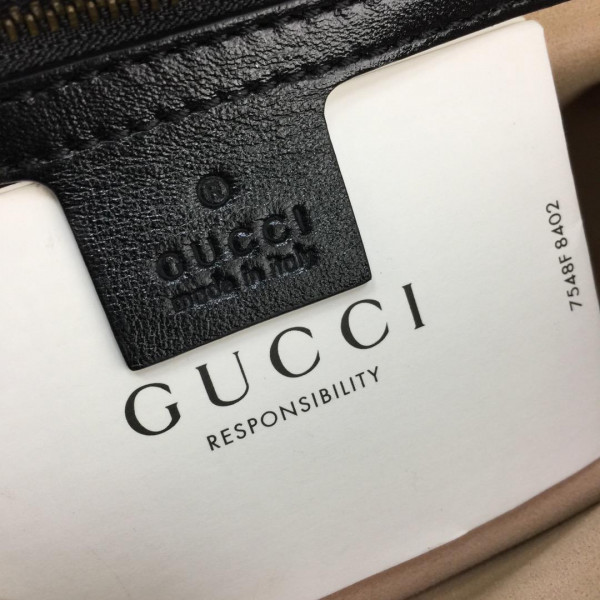 ®
GUCCI
made in italy
GUCCI
RESPONSIBILITY
7548F 8402